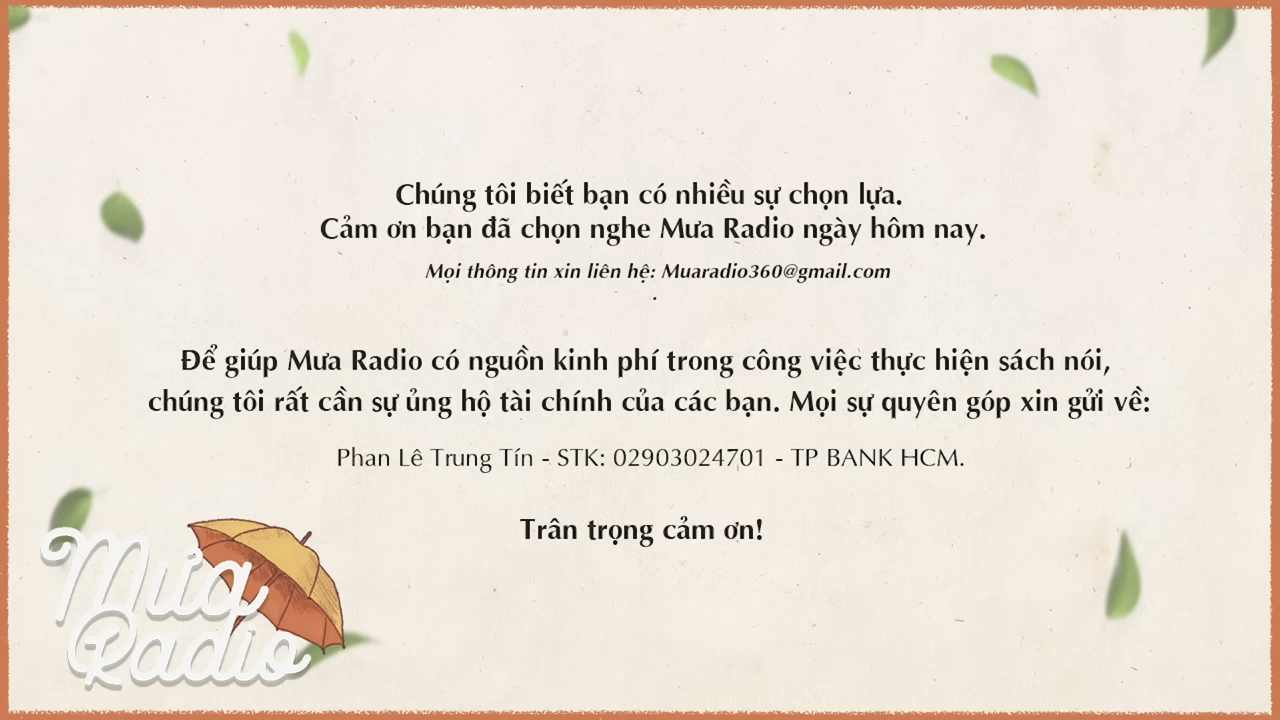 Chúng tôi biết bạn có nhiều sự chọn lựa.
Cảm ơn bạn đã chọn nghe Mưa Radio ngày hôm nay.
Mọi thông tin xin liên hệ: Muaradio360@gmail.com
.
Để giúp Mưa Radio có nguồn kinh phí trong công việc thực hiện sách nói,
chúng tôi rất cần sự ủng hộ tài chính của các bạn. Mọi sự quyên góp xin gửi về:
Phan Lê Trung Tín - STK: 02903024701 - TP BANK HCM.
Trân trọng cảm ơn!
Mưa
Radio